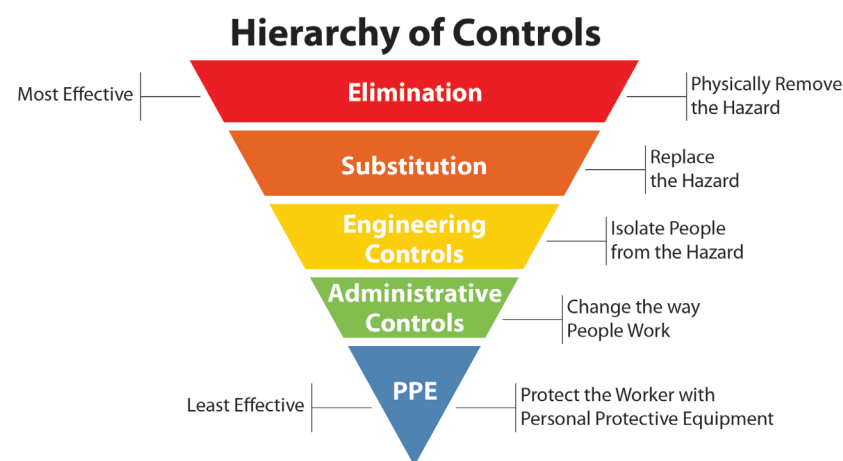 Hierarchy of Controls
Most Effective
Elimination
Physically Remove
the Hazard
Substitution
Replace
the Hazard
Engineering
Controls
Isolate People
from the Hazard
Administrative
Controls
Change the way
People Work
Least Effective
PPE
Protect the Worker with
Personal Protective Equipment